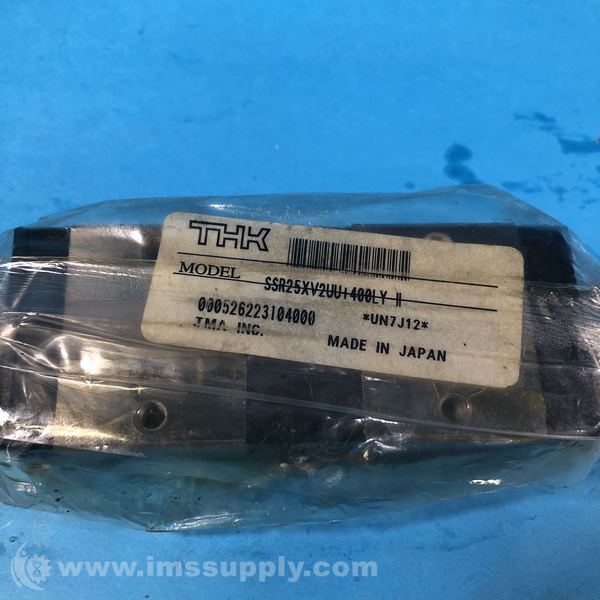 THK
MODEL SSR25XV2UU+400LY II
000526223104000 *UN7J12*
TMA INC. MADE IN JAPAN
www.imssupply.com